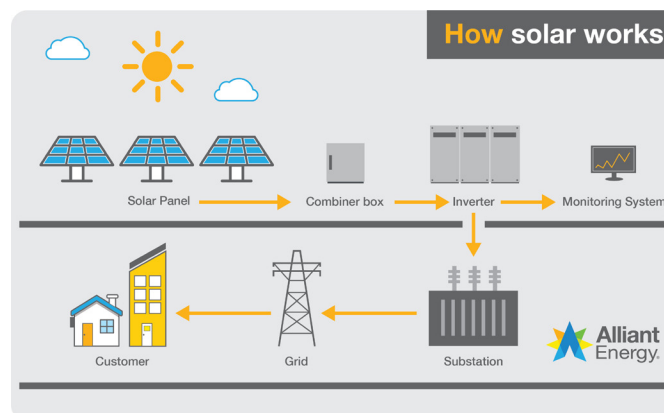 How solar works
Solar Panel
Combiner box
Inverter
Monitoring System
Customer
Grid
Substation
Alliant
Energy.